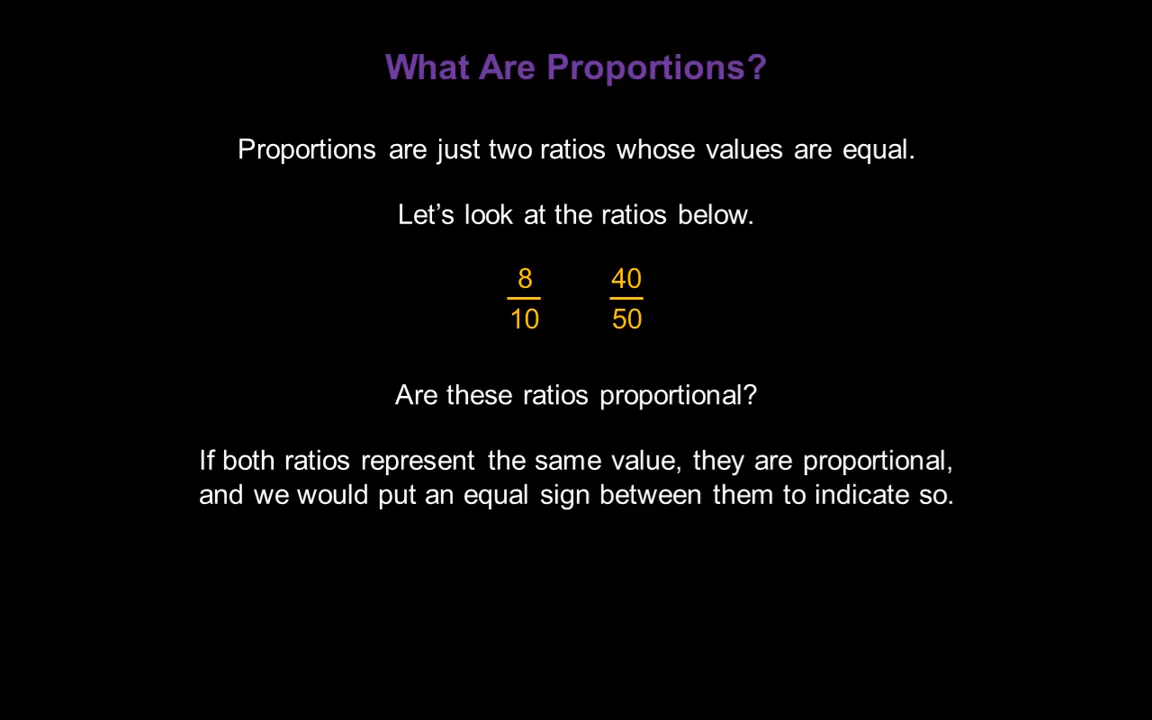 What Are Proportions?
Proportions are just two ratios whose values are equal.
Let’s look at the ratios below.
8 40
10 50
Are these ratios proportional?
If both ratios represent the same value, they are proportional,
and we would put an equal sign between them to indicate so.